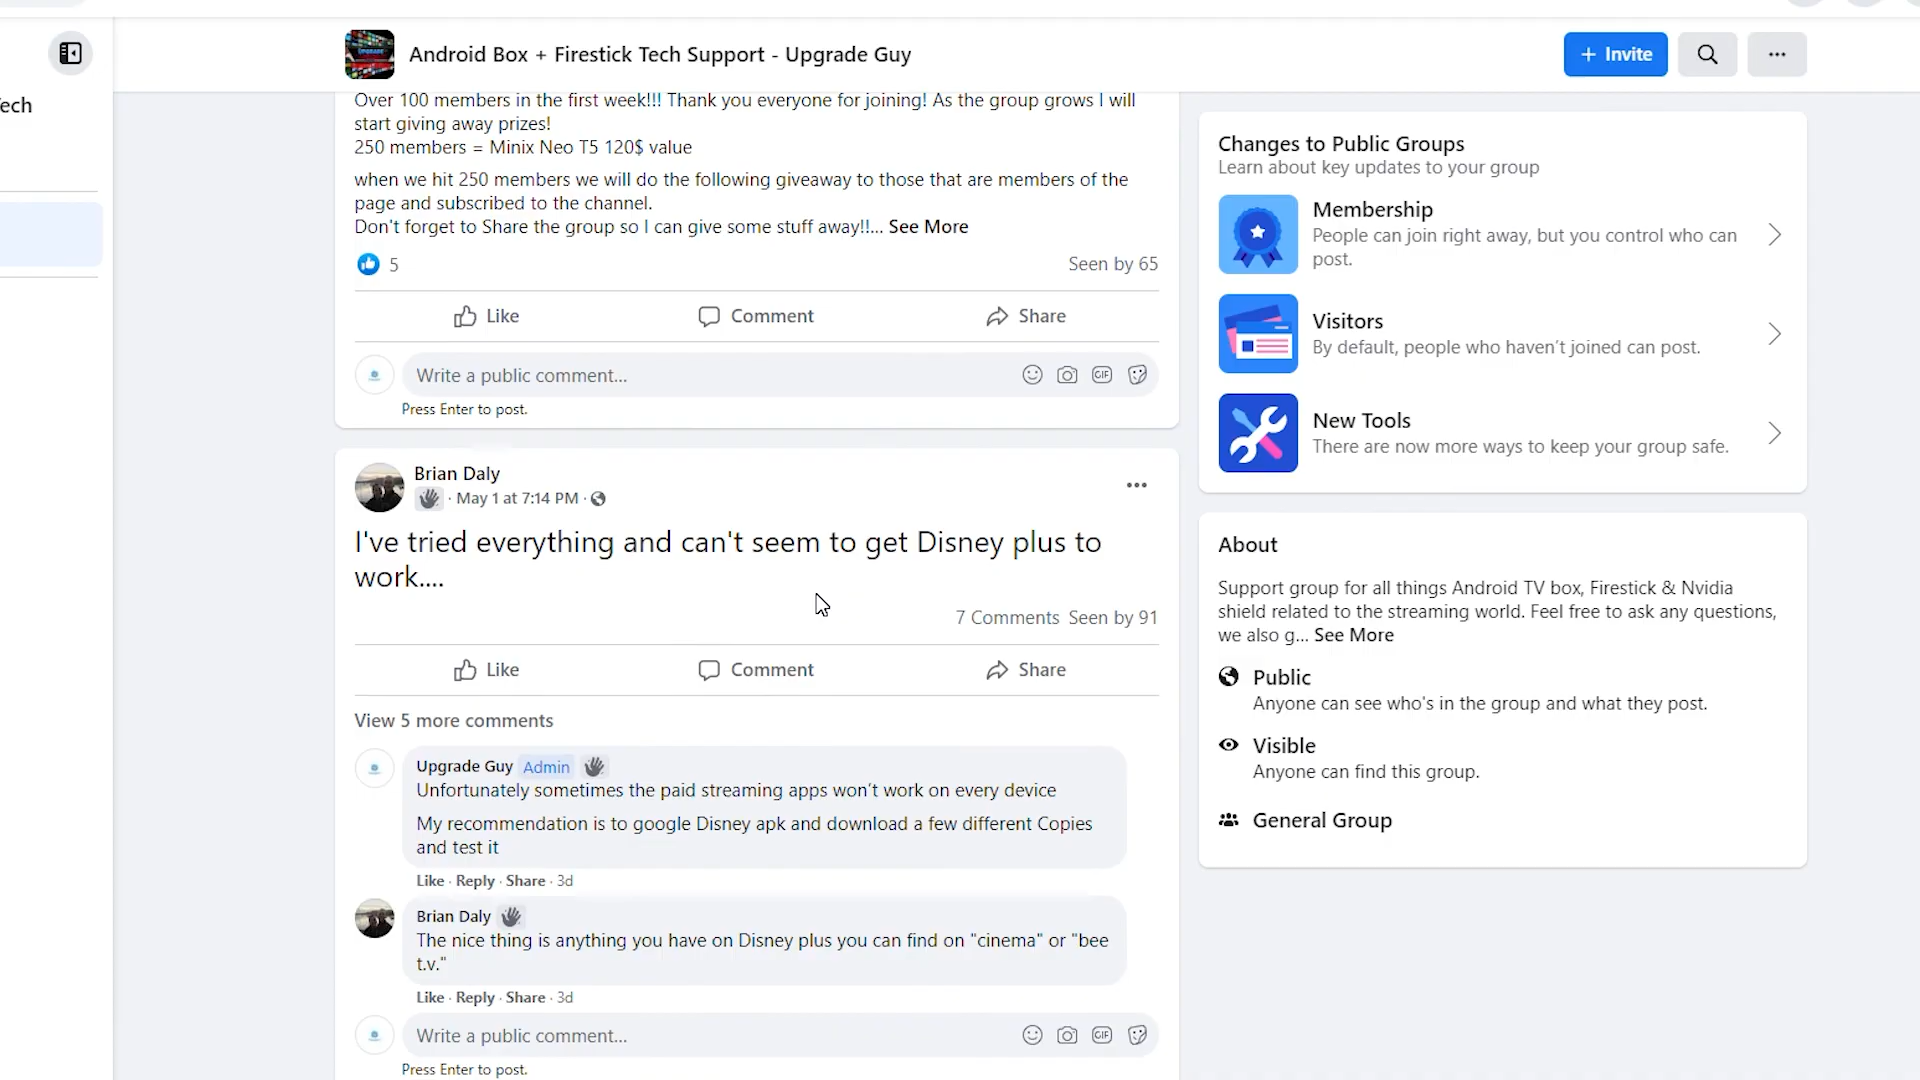 Android Box + Firestick Tech Support - Upgrade Guy
+ Invite
ech
Over 100 members in the first week!!! Thank you everyone for joining! As the group grows I will
start giving away prizes!
250 members = Minix Neo T5 120$ value
when we hit 250 members we will do the following giveaway to those that are members of the
page and subscribed to the channel.
Don't forget to Share the group so I can give some stuff away!!... See More
5
Seen by 65
Like
Comment
Share
Write a public comment...
GIF
Press Enter to post.
Brian Daly
· May 1 at 7:14 PM ·
I've tried everything and can't seem to get Disney plus to
work....
7 Comments Seen by 91
Like
Comment
Share
View 5 more comments
Upgrade Guy Admin
Unfortunately sometimes the paid streaming apps won't work on every device
My recommendation is to google Disney apk and download a few different Copies
and test it
Like · Reply · Share · 3d
Brian Daly
The nice thing is anything you have on Disney plus you can find on "cinema" or "bee
t.v."
Like · Reply · Share · 3d
Write a public comment...
GIF
Press Enter to post.
Changes to Public Groups
Learn about key updates to your group
Membership
People can join right away, but you control who can
post.
Visitors
By default, people who haven't joined can post.
New Tools
There are now more ways to keep your group safe.
About
Support group for all things Android TV box, Firestick & Nvidia
shield related to the streaming world. Feel free to ask any questions,
we also g... See More
Public
Anyone can see who's in the group and what they post.
Visible
Anyone can find this group.
General Group